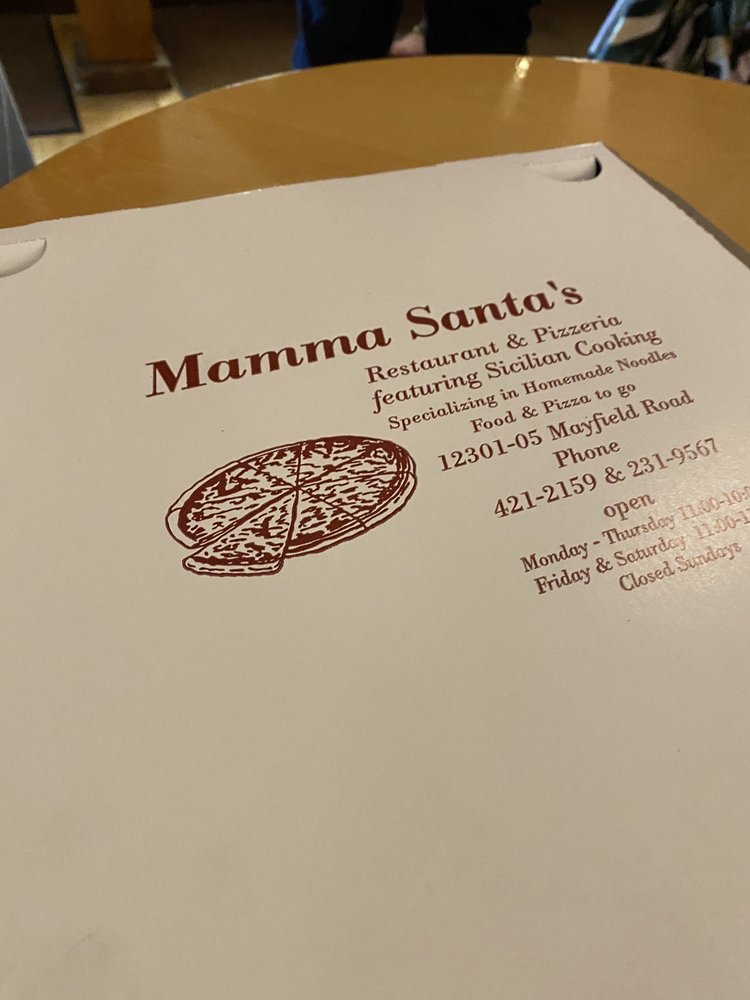 Mamma Santa's
Restaurant & Pizzeria
featuring Sicilian Cooking
Specializing in Homemade Noodles
Food & Pizza to go
12301-05 Mayfield Road
Phone
421-2159 & 231-9567
open
Monday - Thursday
Friday & Saturday
Closed Sundays